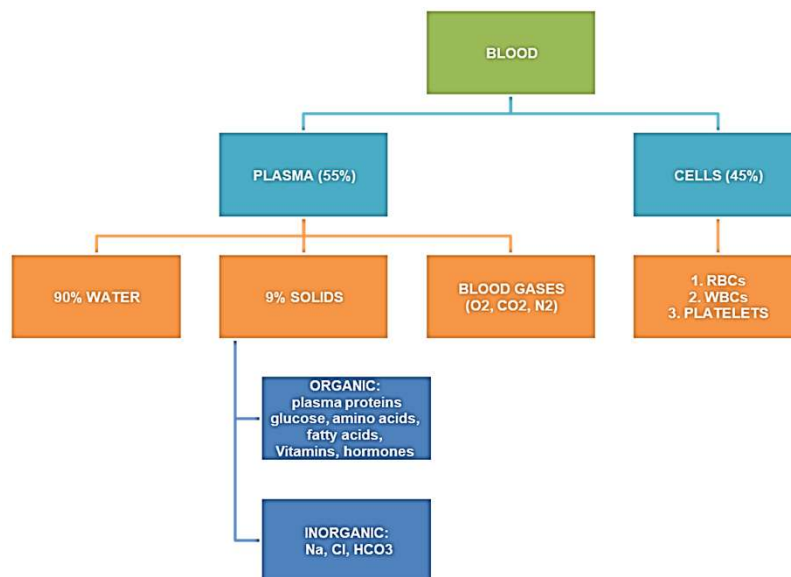 BLOOD
PLASMA (55%)
CELLS (45%)
90% WATER
9% SOLIDS
BLOOD GASES
(O2, CO2, N2)
1. RBCs
2. WBCs
3. PLATELETS
ORGANIC:
plasma proteins
glucose, amino acids,
fatty acids,
Vitamins, hormones
INORGANIC:
Na, Cl, HCO3